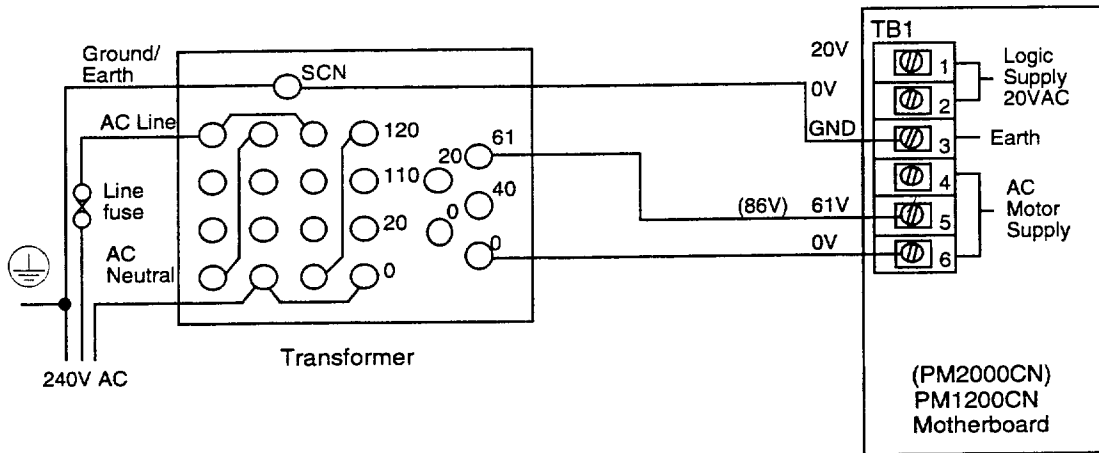 TB1
Ground/
Earth
SCN
20V
1
Logic
Supply
20VAC
0V
2
AC Line
120
61
GND
3
Earth
20
Line
fuse
110
40
4
AC
Motor
Supply
0
20
(86V)
61V
5
AC
Neutral
0
0
0V
6
Transformer
240V AC
(PM2000CN)
PM1200CN
Motherboard